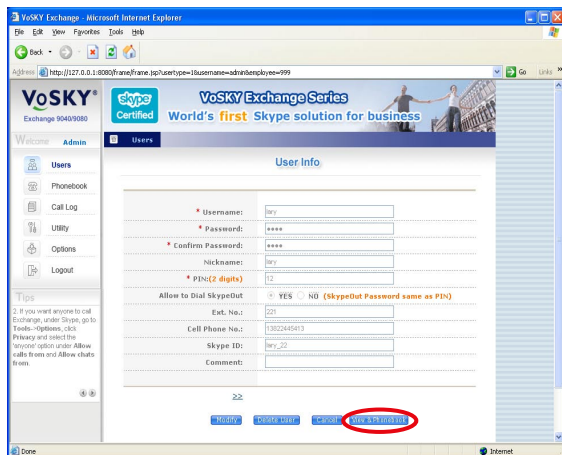 VoSKY Exchange - Microsoft Internet Explorer
File Edit View Favorites Tools Help
Back
Address http://127.0.0.1:8080/frame/frame.jsp?usertype=1&username=admin&employee=999 Go Links »
VoSKY®
Exchange 9040/9080
skype Certified
VoSKY Exchange Series
World's first Skype solution for business
Welcome Admin
Users
Users
Phonebook
Call Log
Utility
Options
Logout
Tips
2. If you want anyone to call
Exchange, under Skype, go to
Tools->Options, click
Privacy and select the
'anyone' option under Allow
calls from and Allow chats
from.
User Info
* Username:
* Password: ●●●●
* Confirm Password: ●●●●
Nickname:
* PIN:(2 digits) 12
Allow to Dial SkypeOut YES NO (SkypeOut Password same as PIN)
Ext. No.: 221
Cell Phone No.: 13822445413
Skype ID:
Comment:
>>
Modify Delete User Cancel View &Phonebook
Done Internet